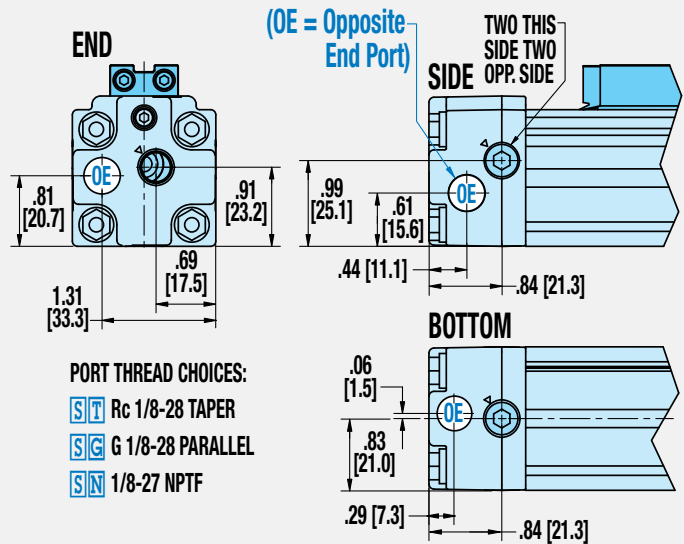 END
(OE = Opposite
End Port)
TWO THIS
SIDE TWO
OPP. SIDE
SIDE
OE
.81
[20.7]
.91
[23.2]
.69
[17.5]
1.31
[33.3]
OE
.99
[25.1]
.61
[15.6]
.44 [11.1]
.84 [21.3]
BOTTOM
PORT THREAD CHOICES:
S T Rc 1/8-28 TAPER
S G G 1/8-28 PARALLEL
S N 1/8-27 NPTF
.06
[1.5]
OE
.83
[21.0]
.29 [7.3]
.84 [21.3]